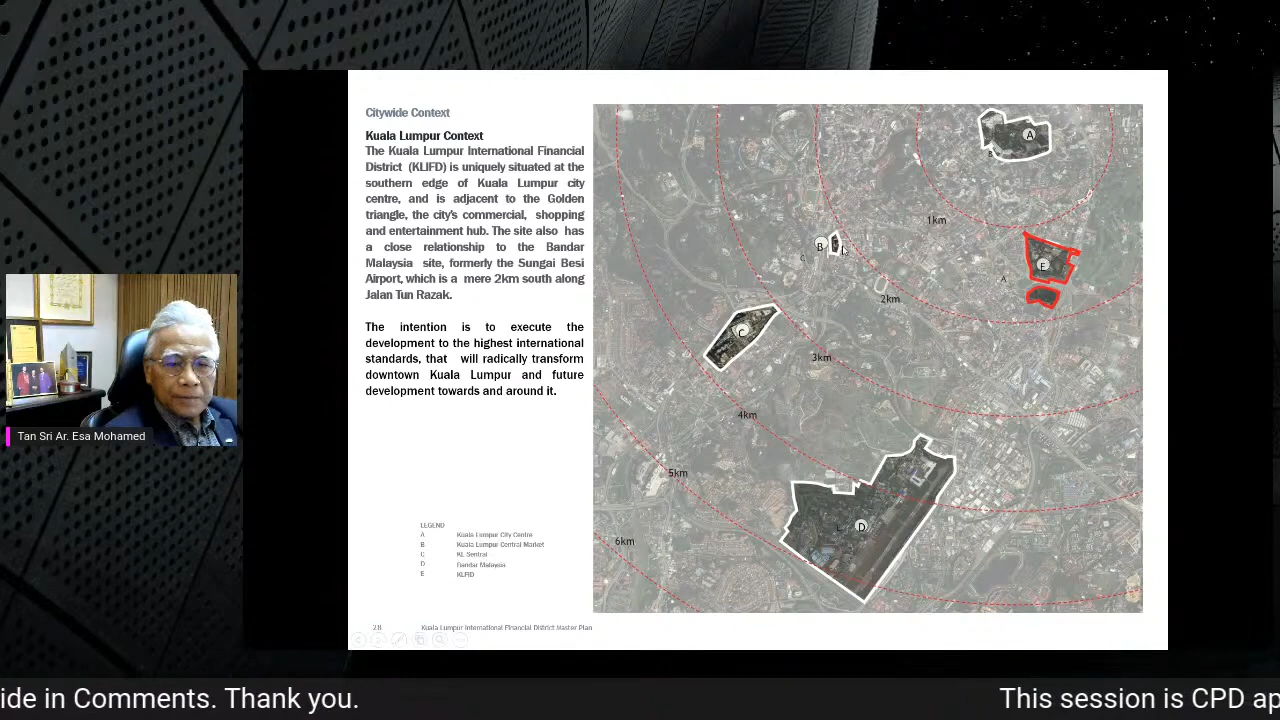 Citywide Context
Kuala Lumpur Context
The Kuala Lumpur International Financial
District (KLIFD) is uniquely situated at the
southern edge of Kuala Lumpur city
centre, and is adjacent to the Golden
triangle, the city's commercial, shopping
and entertainment hub. The site also has
a close relationship to the Bandar
Malaysia site, formerly the Sungai Besi
Airport, which is a mere 2km south along
Jalan Tun Razak.
The intention is to execute the
development to the highest international
standards, that will radically transform
downtown Kuala Lumpur and future
development towards and around it.
LEGEND
A Kuala Lumpur City Centre
B Kuala Lumpur Central Market
C KL Sentral
D Bandar Malaysia
E KLFID
28 Kuala Lumpur International Financial District Master Plan
A
B
1km
B
C
E
A
2km
C
3km
4km
5km
D
6km
Tan Sri Ar. Esa Mohamed
ide in Comments. Thank you.
This session is CPD ap